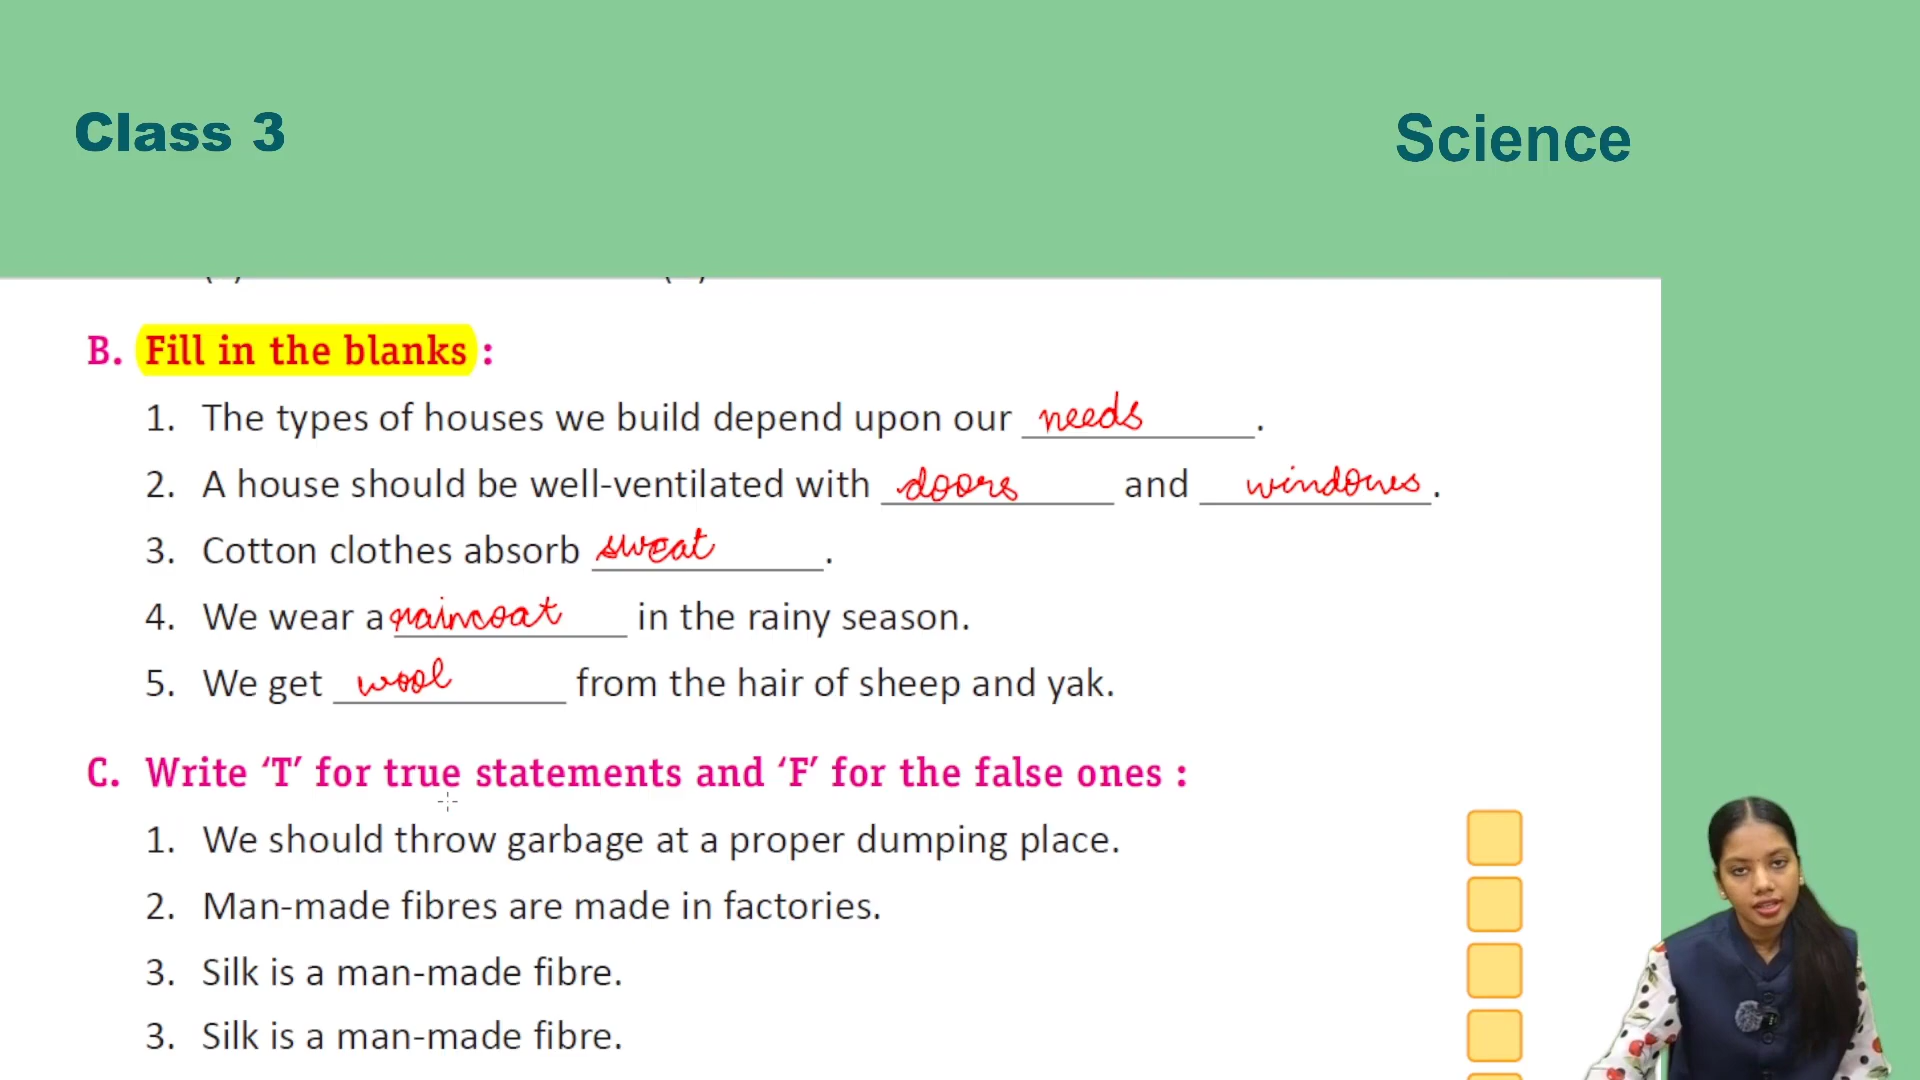 Class 3
Science
B. Fill in the blanks :
1. The types of houses we build depend upon our needs.
2. A house should be well-ventilated with doors and windows.
3. Cotton clothes absorb sweat.
4. We wear a raincoat in the rainy season.
5. We get wool from the hair of sheep and yak.
C. Write ‘T’ for true statements and ‘F’ for the false ones :
1. We should throw garbage at a proper dumping place.
2. Man-made fibres are made in factories.
3. Silk is a man-made fibre.
3. Silk is a man-made fibre.